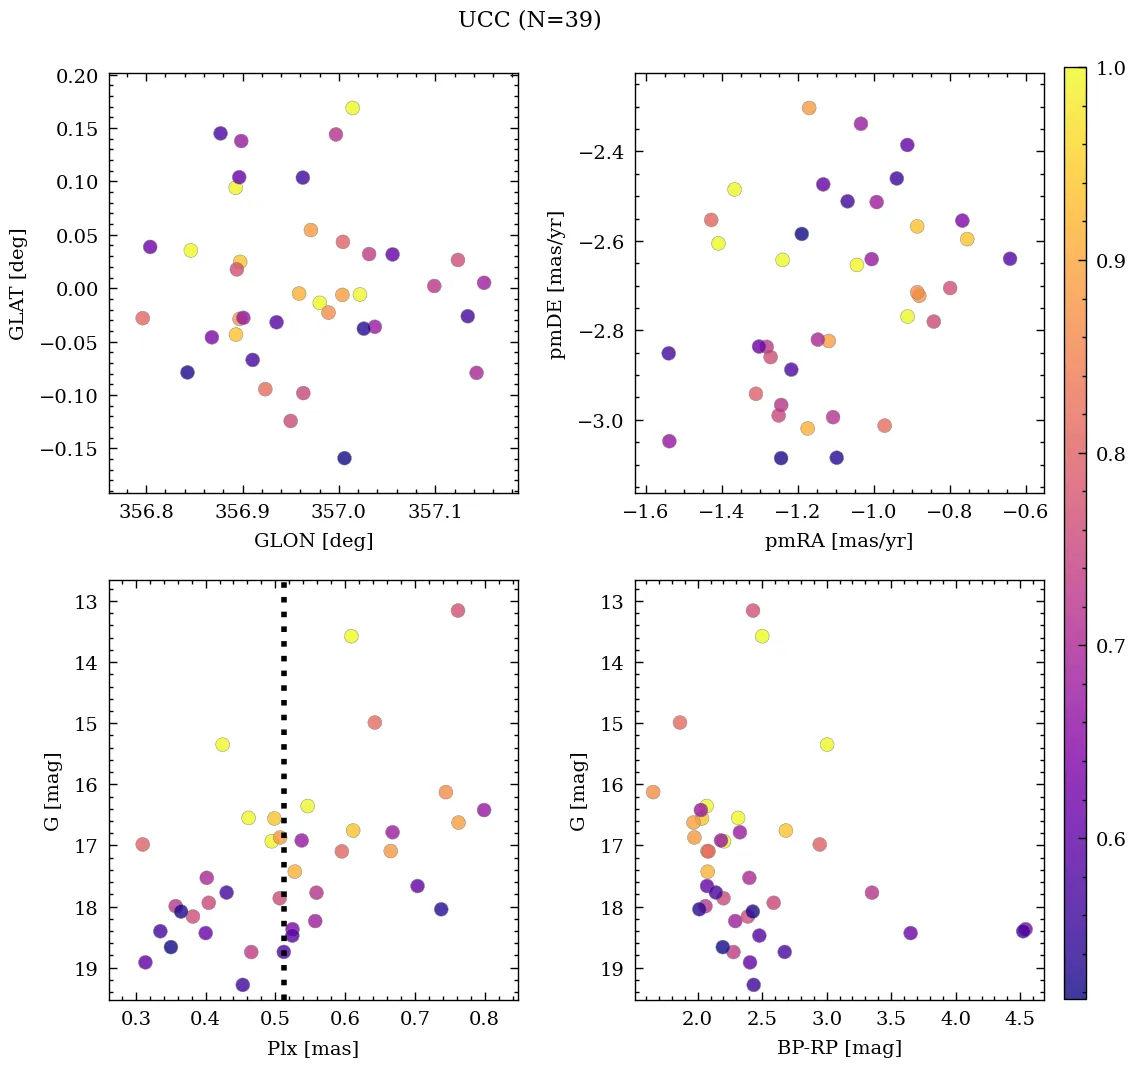 UCC (N=39)
0.20
0.15
0.10
0.05
0.00
−0.05
−0.10
−0.15
GLAT [deg]
356.8 356.9 357.0 357.1
GLON [deg]
−2.4
−2.6
−2.8
−3.0
pmDE [mas/yr]
−1.6 −1.4 −1.2 −1.0 −0.8 −0.6
pmRA [mas/yr]
13
14
15
16
17
18
19
G [mag]
0.3 0.4 0.5 0.6 0.7 0.8
Plx [mas]
13
14
15
16
17
18
19
G [mag]
2.0 2.5 3.0 3.5 4.0 4.5
BP-RP [mag]
1.0
0.9
0.8
0.7
0.6